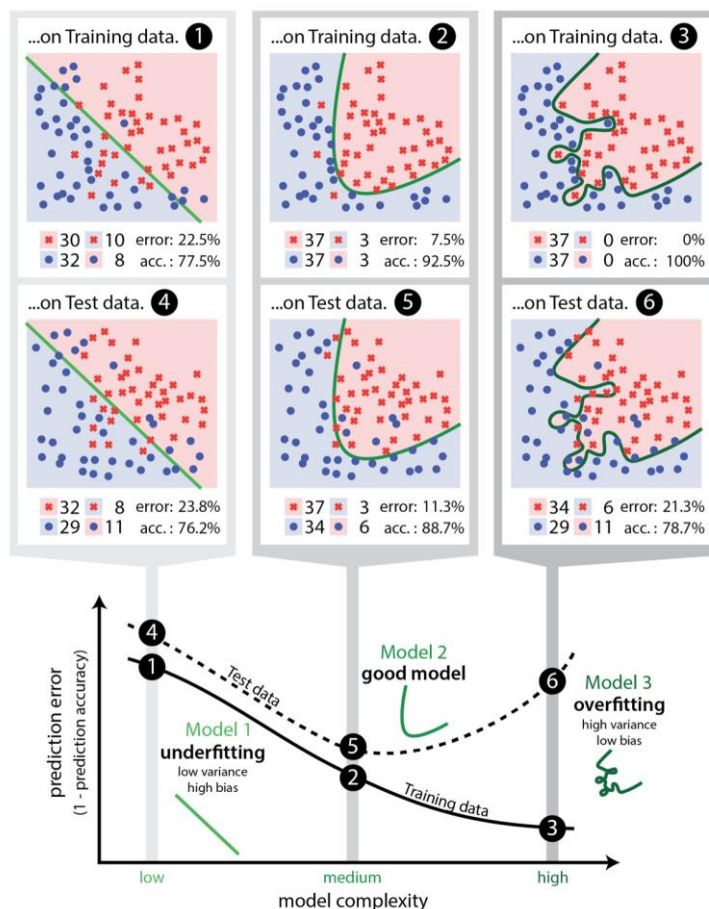 ...on Training data. 1
30 10 error: 22.5%
32 8 acc.: 77.5%
...on Training data. 2
37 3 error: 7.5%
37 3 acc.: 92.5%
...on Training data. 3
37 0 error: 0%
37 0 acc.: 100%
...on Test data. 4
32 8 error: 23.8%
29 11 acc.: 76.2%
...on Test data. 5
37 3 error: 11.3%
34 6 acc.: 88.7%
...on Test data. 6
34 6 error: 21.3%
29 11 acc.: 78.7%
prediction error
(1 - prediction accuracy)
4
1
Test data
Model 1
underfitting
low variance
high bias
Model 2
good model
5
2
Training data
6
Model 3
overfitting
high variance
low bias
3
low
medium
high
model complexity